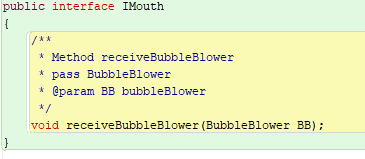 public interface IMouth
{
/**
* Method receiveBubbleBlower
* pass BubbleBlower
* @param BB bubbleBlower
*/
void receiveBubbleBlower(BubbleBlower BB);
}